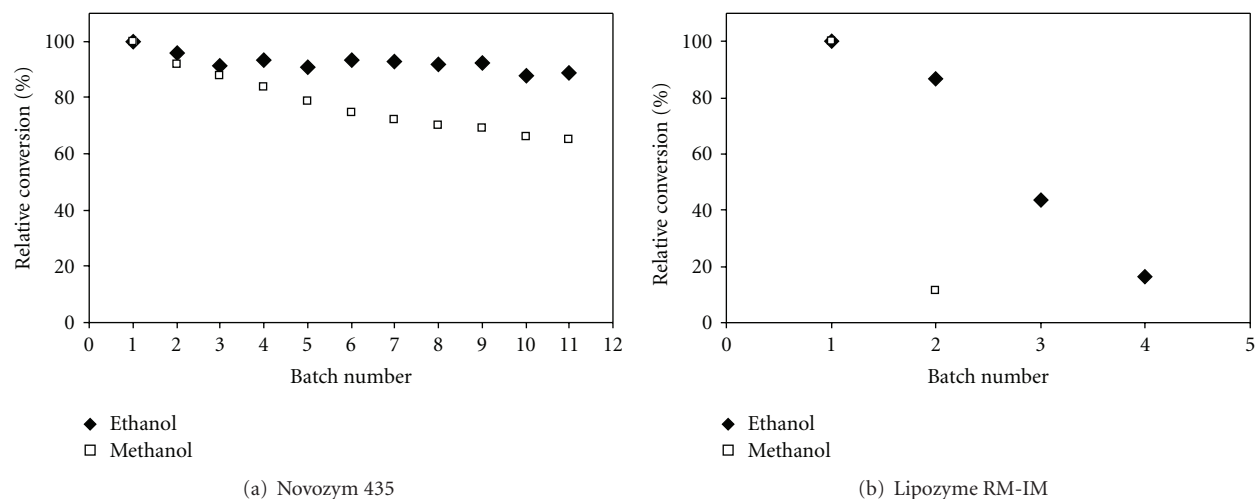 Relative conversion (%)
100
80
60
40
20
0
0 1 2 3 4 5 6 7 8 9 10 11 12
Batch number
Ethanol
Methanol
(a) Novozym 435
Relative conversion (%)
100
80
60
40
20
0
0 1 2 3 4 5
Batch number
Ethanol
Methanol
(b) Lipozyme RM-IM